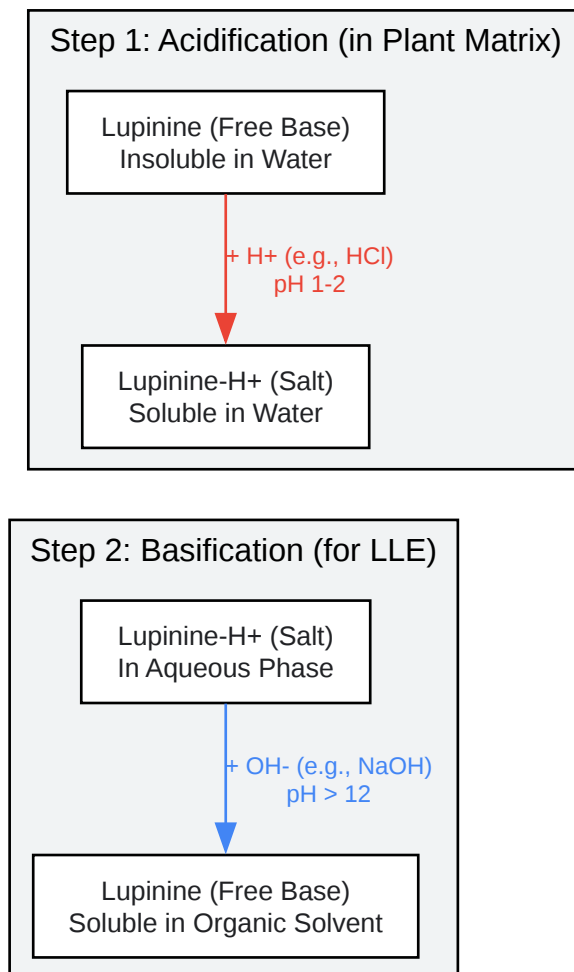 Step 1: Acidification (in Plant Matrix)
Lupinine (Free Base)
Insoluble in Water
+ H+ (e.g., HCl)
pH 1-2
Lupinine-H+ (Salt)
Soluble in Water
Step 2: Basification (for LLE)
Lupinine-H+ (Salt)
In Aqueous Phase
+ OH- (e.g., NaOH)
pH > 12
Lupinine (Free Base)
Soluble in Organic Solvent